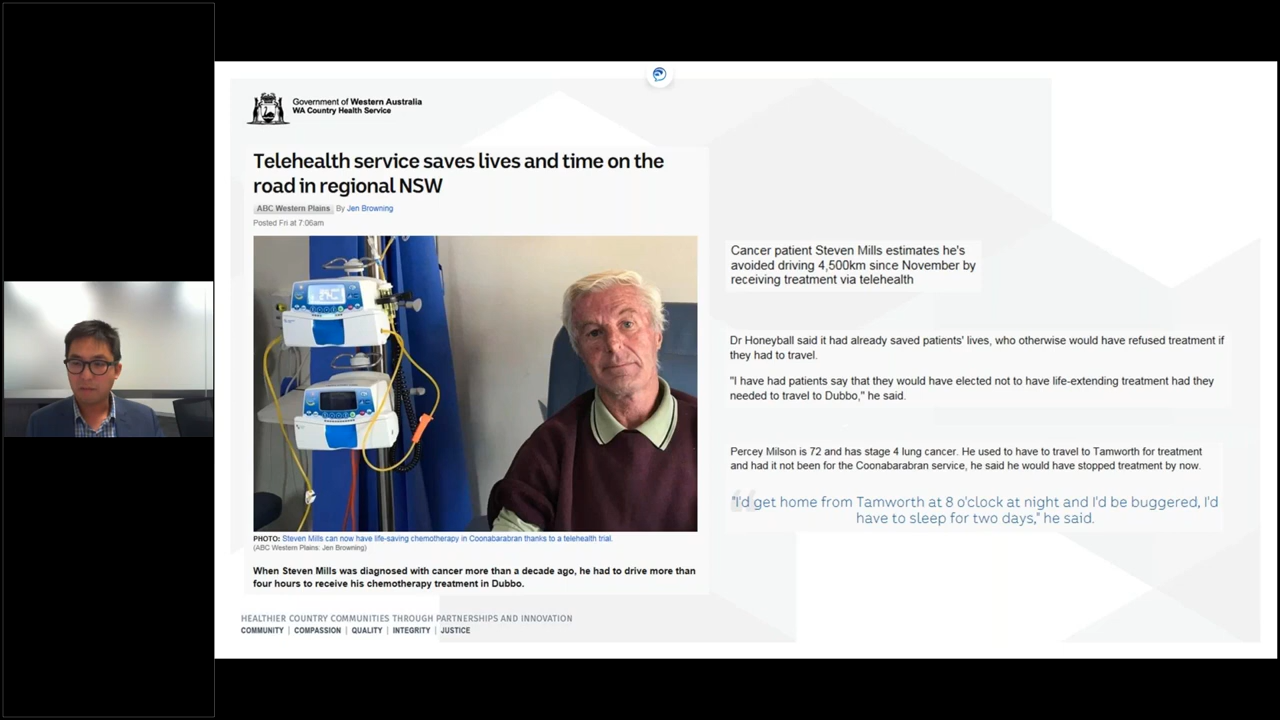 Government of Western Australia
WA Country Health Service
Telehealth service saves lives and time on the
road in regional NSW
ABC Western Plains By Jen Browning
Posted Fri at 7:06am
PHOTO: Steven Mills can now have life-saving chemotherapy in Coonabarabran thanks to a telehealth trial.
(ABC Western Plains: Jen Browning)
When Steven Mills was diagnosed with cancer more than a decade ago, he had to drive more than
four hours to receive his chemotherapy treatment in Dubbo.
Cancer patient Steven Mills estimates he's
avoided driving 4,500km since November by
receiving treatment via telehealth
Dr Honeyball said it had already saved patients' lives, who otherwise would have refused treatment if
they had to travel.
"I have had patients say that they would have elected not to have life-extending treatment had they
needed to travel to Dubbo," he said.
Percey Milson is 72 and has stage 4 lung cancer. He used to have to travel to Tamworth for treatment
and had it not been for the Coonabarabran service, he said he would have stopped treatment by now.
"I'd get home from Tamworth at 8 o'clock at night and I'd be buggered, I'd
have to sleep for two days," he said.
HEALTHIER COUNTRY COMMUNITIES THROUGH PARTNERSHIPS AND INNOVATION
COMMUNITY | COMPASSION | QUALITY | INTEGRITY | JUSTICE